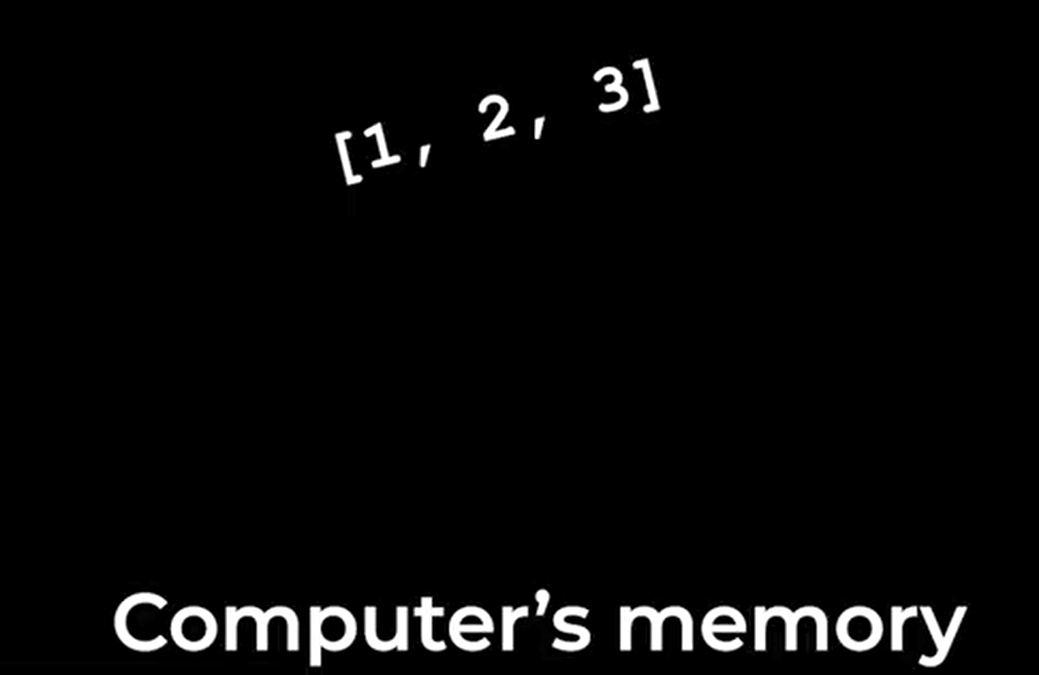 [1, 2, 3]
Computer’s memory